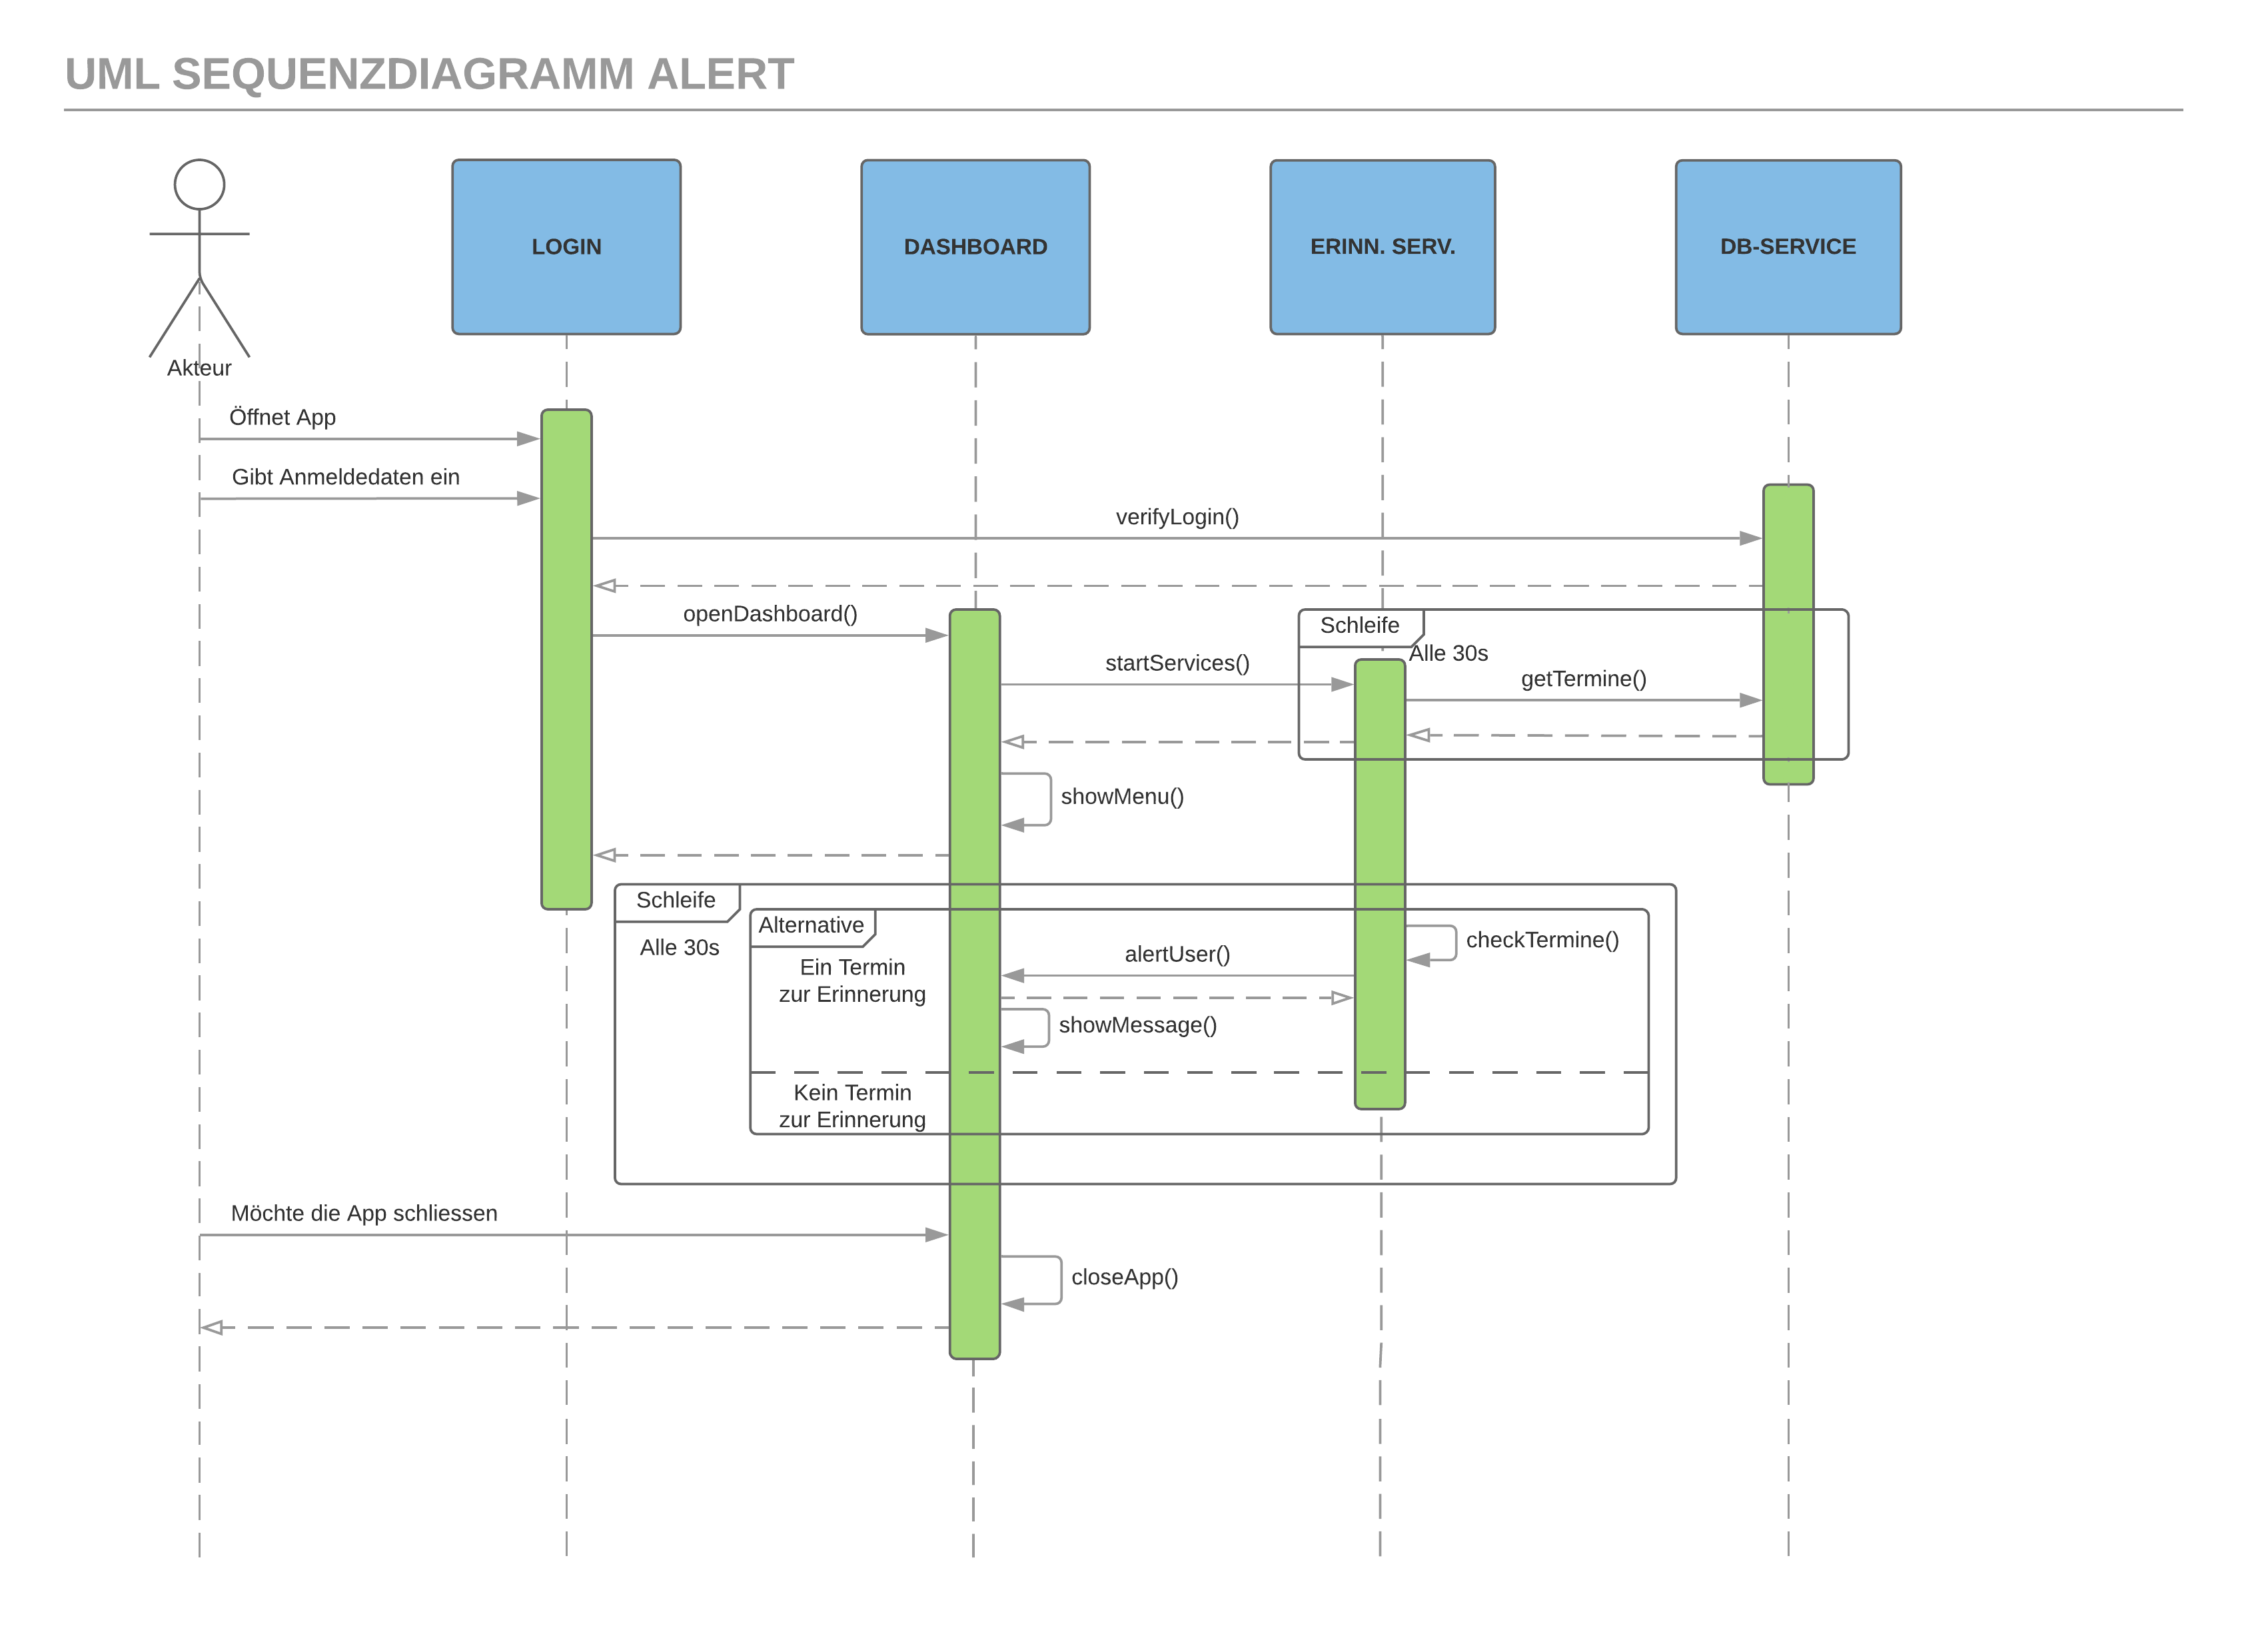 UML SEQUENZDIAGRAMM ALERT
LOGIN
DASHBOARD
ERINN. SERV.
DB-SERVICE
Akteur
Öffnet App
Gibt Anmeldedaten ein
verifyLogin()
openDashboard()
Schleife
Alle 30s
startServices()
getTermine()
showMenu()
Schleife
Alle 30s
Alternative
checkTermine()
alertUser()
Ein Termin
zur Erinnerung
showMessage()
Kein Termin
zur Erinnerung
Möchte die App schliessen
closeApp()